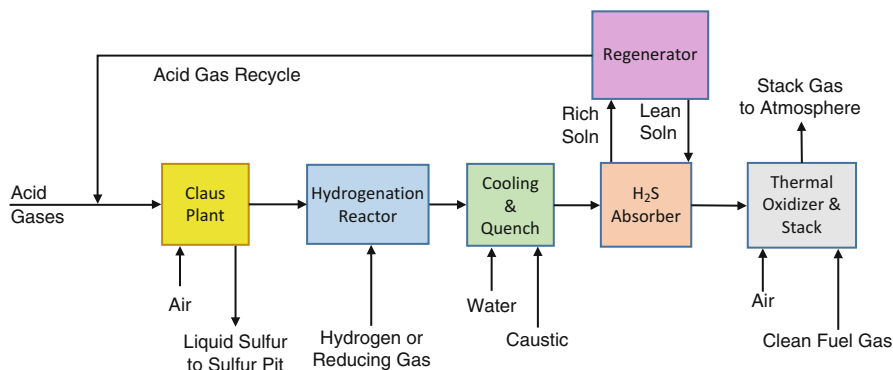 Regenerator
Acid Gas Recycle
Stack Gas
to Atmosphere
Rich
Soln
Lean
Soln
Acid
Gases
Claus
Plant
Hydrogenation
Reactor
Cooling
&
Quench
H₂S
Absorber
Thermal
Oxidizer &
Stack
Air
Water
Air
Liquid Sulfur
to Sulfur Pit
Hydrogen or
Reducing Gas
Caustic
Clean Fuel Gas